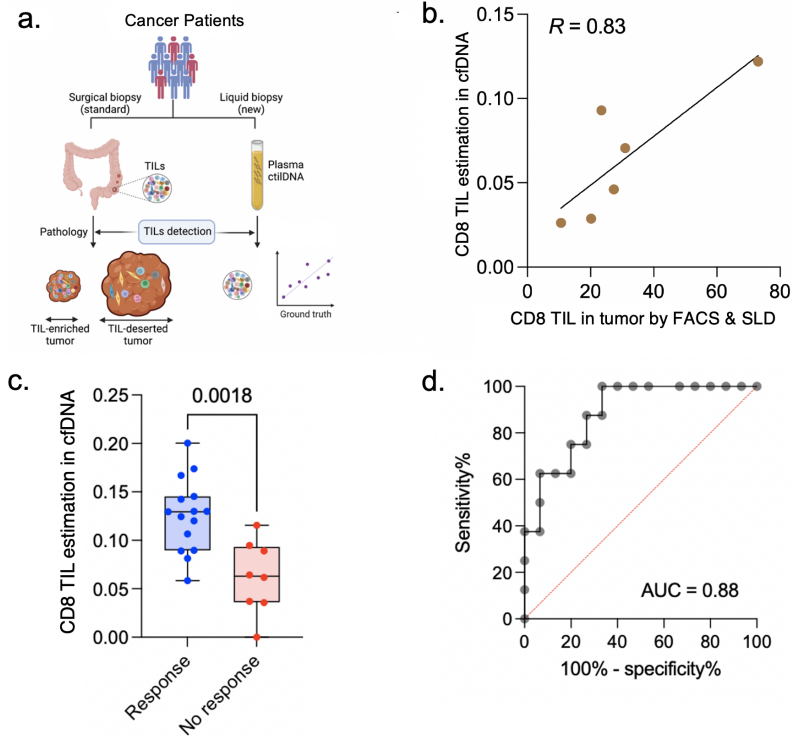 a.
Cancer Patients
Surgical biopsy
(standard)
Liquid biopsy
(new)
TILs
Plasma
ctilDNA
Pathology
TILs detection
TIL-enriched
tumor
TIL-deserted
tumor
Ground truth
b.
R = 0.83
CD8 TIL estimation in cfDNA
0.15
0.10
0.05
0.00
0 20 40 60 80
CD8 TIL in tumor by FACS & SLD
c.
0.0018
CD8 TIL estimation in cfDNA
0.25
0.20
0.15
0.10
0.05
0.00
Response
No response
d.
Sensitivity%
100
80
60
40
20
0
AUC = 0.88
0 20 40 60 80 100
100% - specificity%